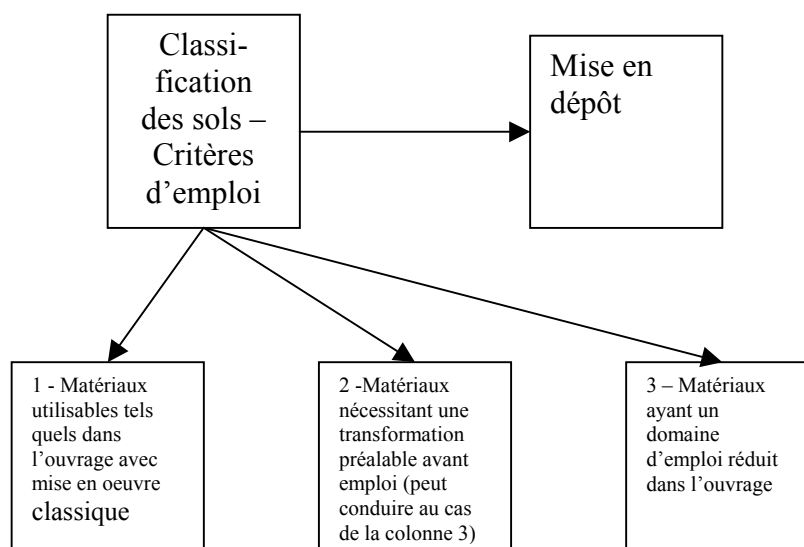 Classi-
fication
des sols –
Critères
d’emploi
Mise en
dépôt
1 - Matériaux
utilisables tels
quels dans
l’ouvrage avec
mise en oeuvre
classique
2 -Matériaux
nécessitant une
transformation
préalable avant
emploi (peut
conduire au cas
de la colonne 3)
3 – Matériaux
ayant un
domaine
d’emploi réduit
dans l’ouvrage